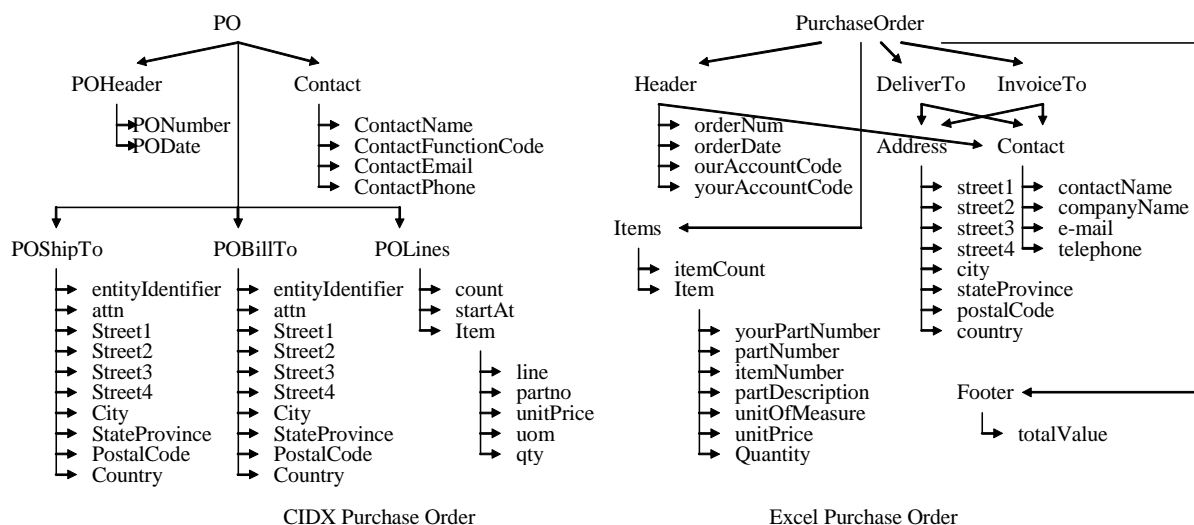 PO
POHeader
PONumber
PODate
Contact
ContactName
ContactFunctionCode
ContactEmail
ContactPhone
POShipTo
entityIdentifier
attn
Street1
Street2
Street3
Street4
City
StateProvince
PostalCode
Country
POBillTo
entityIdentifier
attn
Street1
Street2
Street3
Street4
City
StateProvince
PostalCode
Country
POLines
count
startAt
Item
line
partno
unitPrice
uom
qty
CIDX Purchase Order
PurchaseOrder
Header
orderNum
orderDate
ourAccountCode
yourAccountCode
DeliverTo
InvoiceTo
Address
street1
street2
street3
street4
city
stateProvince
postalCode
country
Contact
contactName
companyName
e-mail
telephone
Items
itemCount
Item
yourPartNumber
partNumber
itemNumber
partDescription
unitOfMeasure
unitPrice
Quantity
Footer
totalValue
Excel Purchase Order